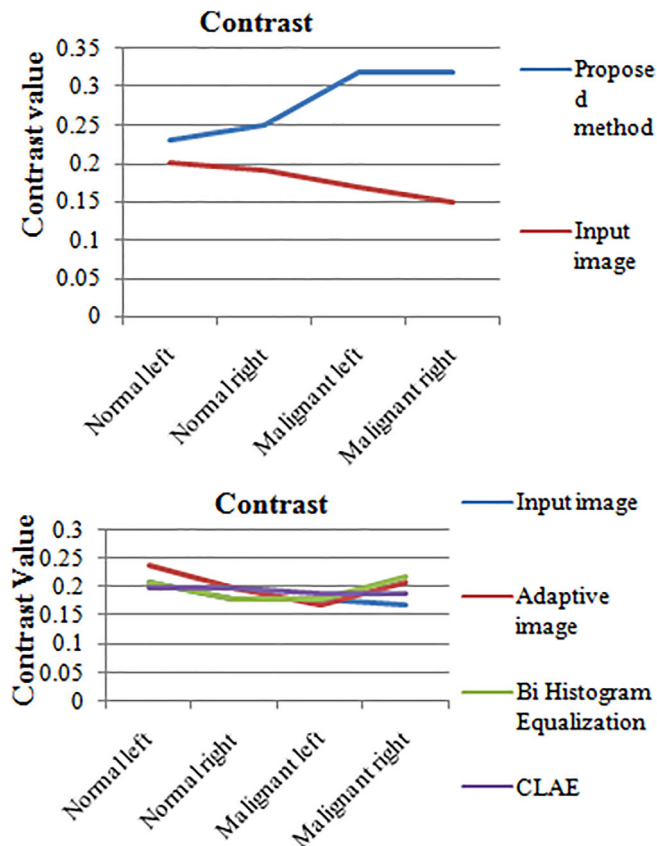 Contrast
0.35
0.3
0.25
0.2
0.15
0.1
0.05
0
Contrast value
Normal left
Normal right
Malignant left
Malignant right
Propose
d
method
Input
image
Contrast
0.3
0.25
0.2
0.15
0.1
0.05
0
Contrast Value
Normal left
Normal right
Malignant left
Malignant right
Input image
Adaptive
image
Bi Histogram
Equalization
CLAE